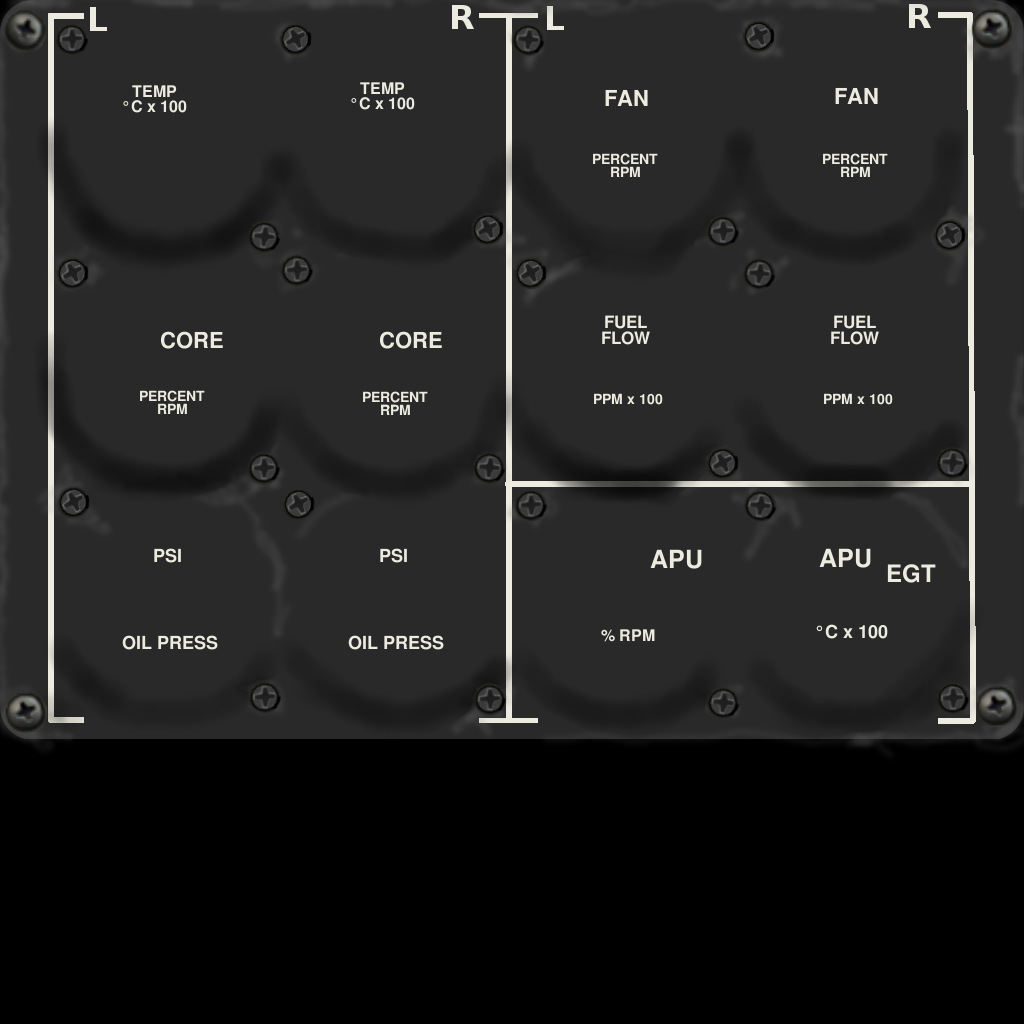 L R L R
TEMP
°C x 100
TEMP
°C x 100
FAN
PERCENT
RPM
FAN
PERCENT
RPM
CORE
PERCENT
RPM
CORE
PERCENT
RPM
FUEL
FLOW
PPM x 100
FUEL
FLOW
PPM x 100
PSI
OIL PRESS
PSI
OIL PRESS
APU
% RPM
APU
EGT
°C x 100